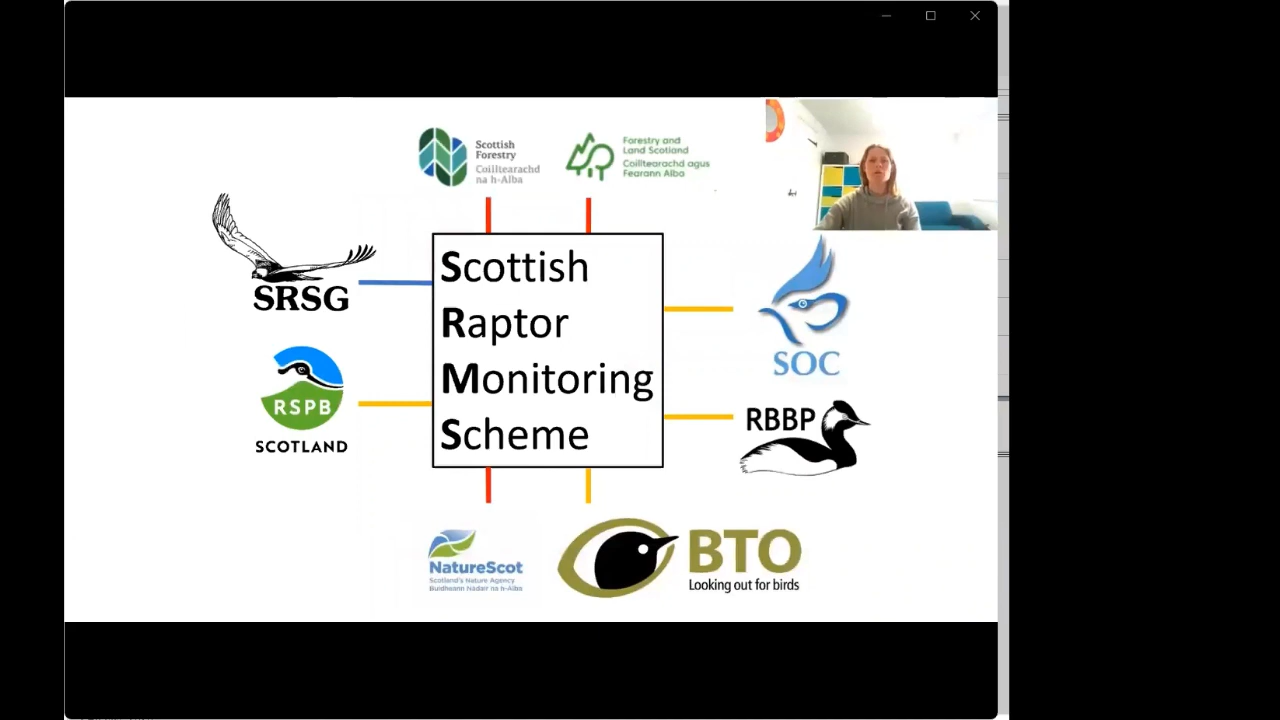 Scottish
Forestry
Coilltearachd
na h-Alba
Forestry and
Land Scotland
Coilltearachd agus
Fearann Alba
SRSG
Scottish
Raptor
Monitoring
Scheme
SOC
RSPB
SCOTLAND
RBBP
NatureScot
Scotland's Nature Agency
Buidheann Nàdair na h-Alba
BTO
Looking out for birds